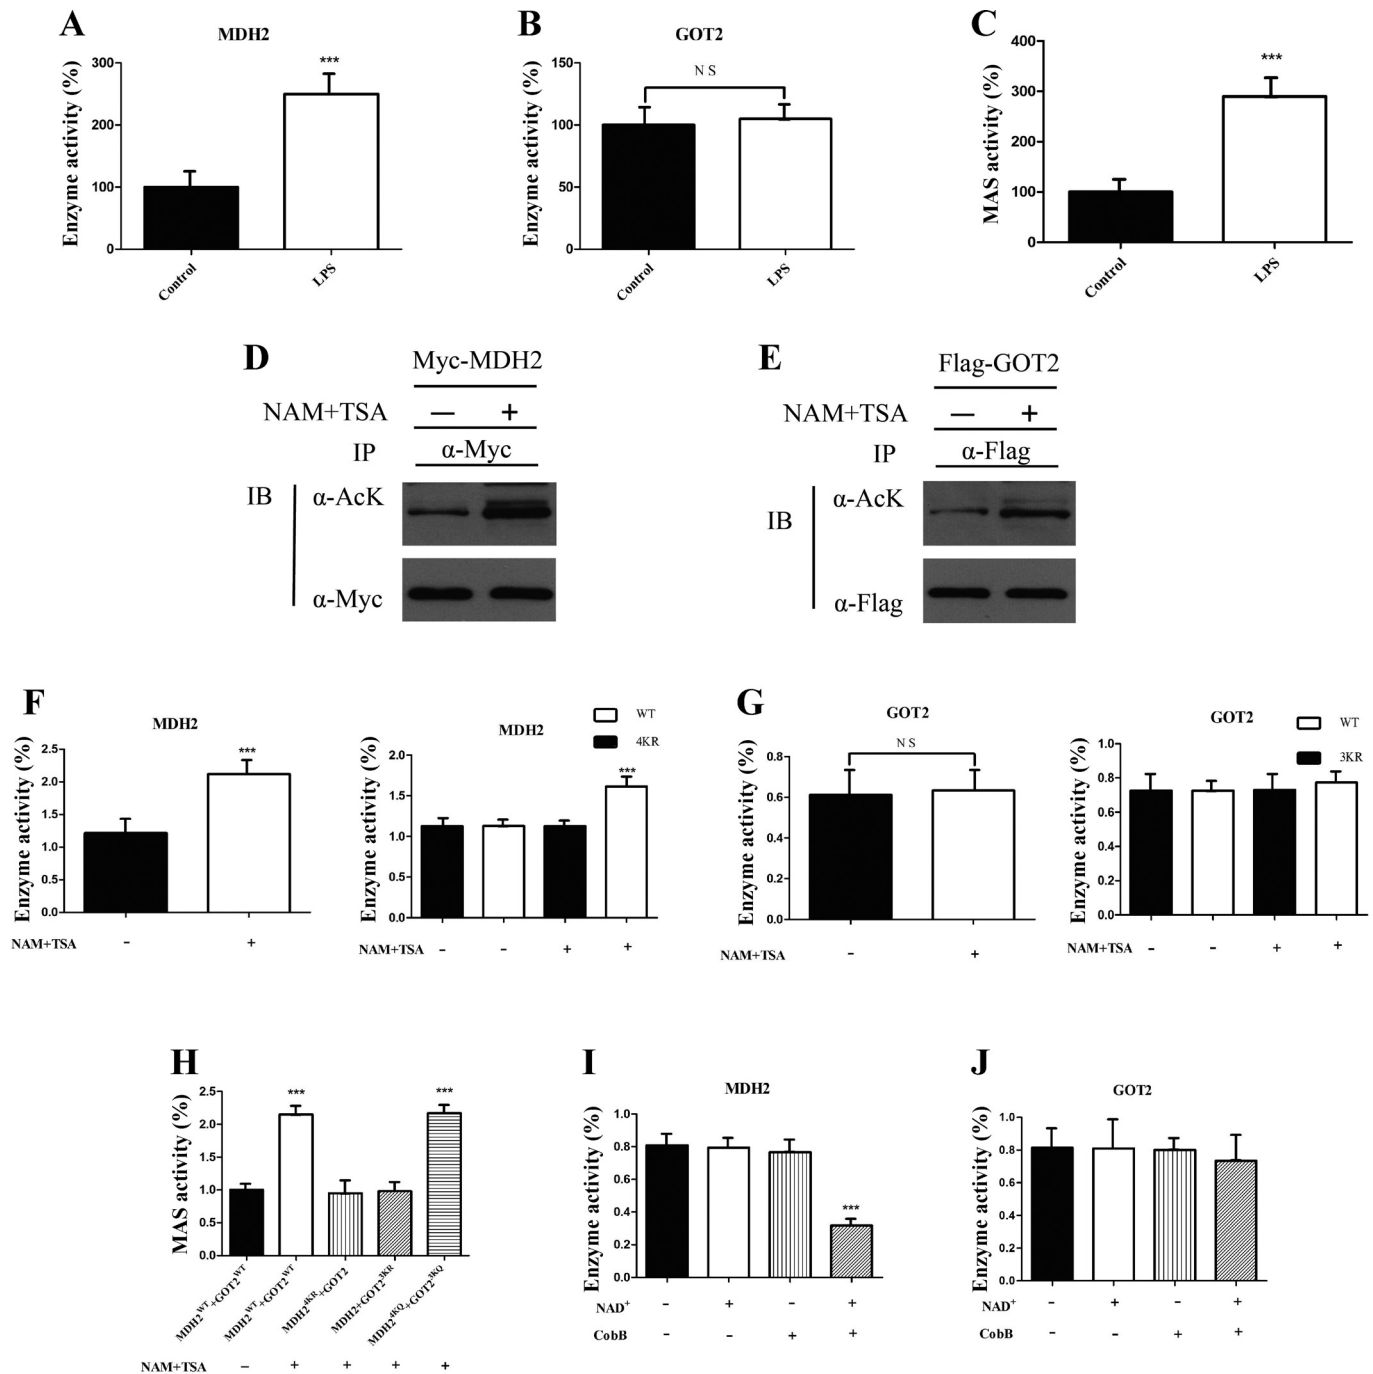 A
MDH2
Enzyme activity (%)
300
200
100
0
***
Control
LPS
B
GOT2
Enzyme activity (%)
150
100
50
0
N S
Control
LPS
C
MAS activity (%)
400
300
200
100
0
***
Control
LPS
D
Myc-MDH2
NAM+TSA — +
IP α-Myc
IB
α-AcK
α-Myc
E
Flag-GOT2
NAM+TSA — +
IP α-Flag
IB
α-AcK
α-Flag
F
MDH2
Enzyme activity (%)
2.5
2.0
1.5
1.0
0.5
0.0
***
NAM+TSA - +
MDH2
WT
4KR
Enzyme activity (%)
2.0
1.5
1.0
0.5
0.0
***
NAM+TSA - - + +
G
GOT2
Enzyme activity (%)
0.8
0.6
0.4
0.2
0.0
N S
NAM+TSA - +
GOT2
WT
3KR
Enzyme activity (%)
1.0
0.8
0.6
0.4
0.2
0.0
NAM+TSA - - + +
H
MAS activity (%)
2.5
2.0
1.5
1.0
0.5
0.0
***
***
MDH2WT+GOT2WT
MDH2WT+GOT2WT
MDH24KR+GOT2
MDH2+GOT23KR
MDH24KQ+GOT23KQ
NAM+TSA - + + + +
I
MDH2
Enzyme activity (%)
1.0
0.8
0.6
0.4
0.2
0.0
***
NAD+ - + - +
CobB - - + +
J
GOT2
Enzyme activity (%)
1.0
0.8
0.6
0.4
0.2
0.0
NAD+ - + - +
CobB - - + +